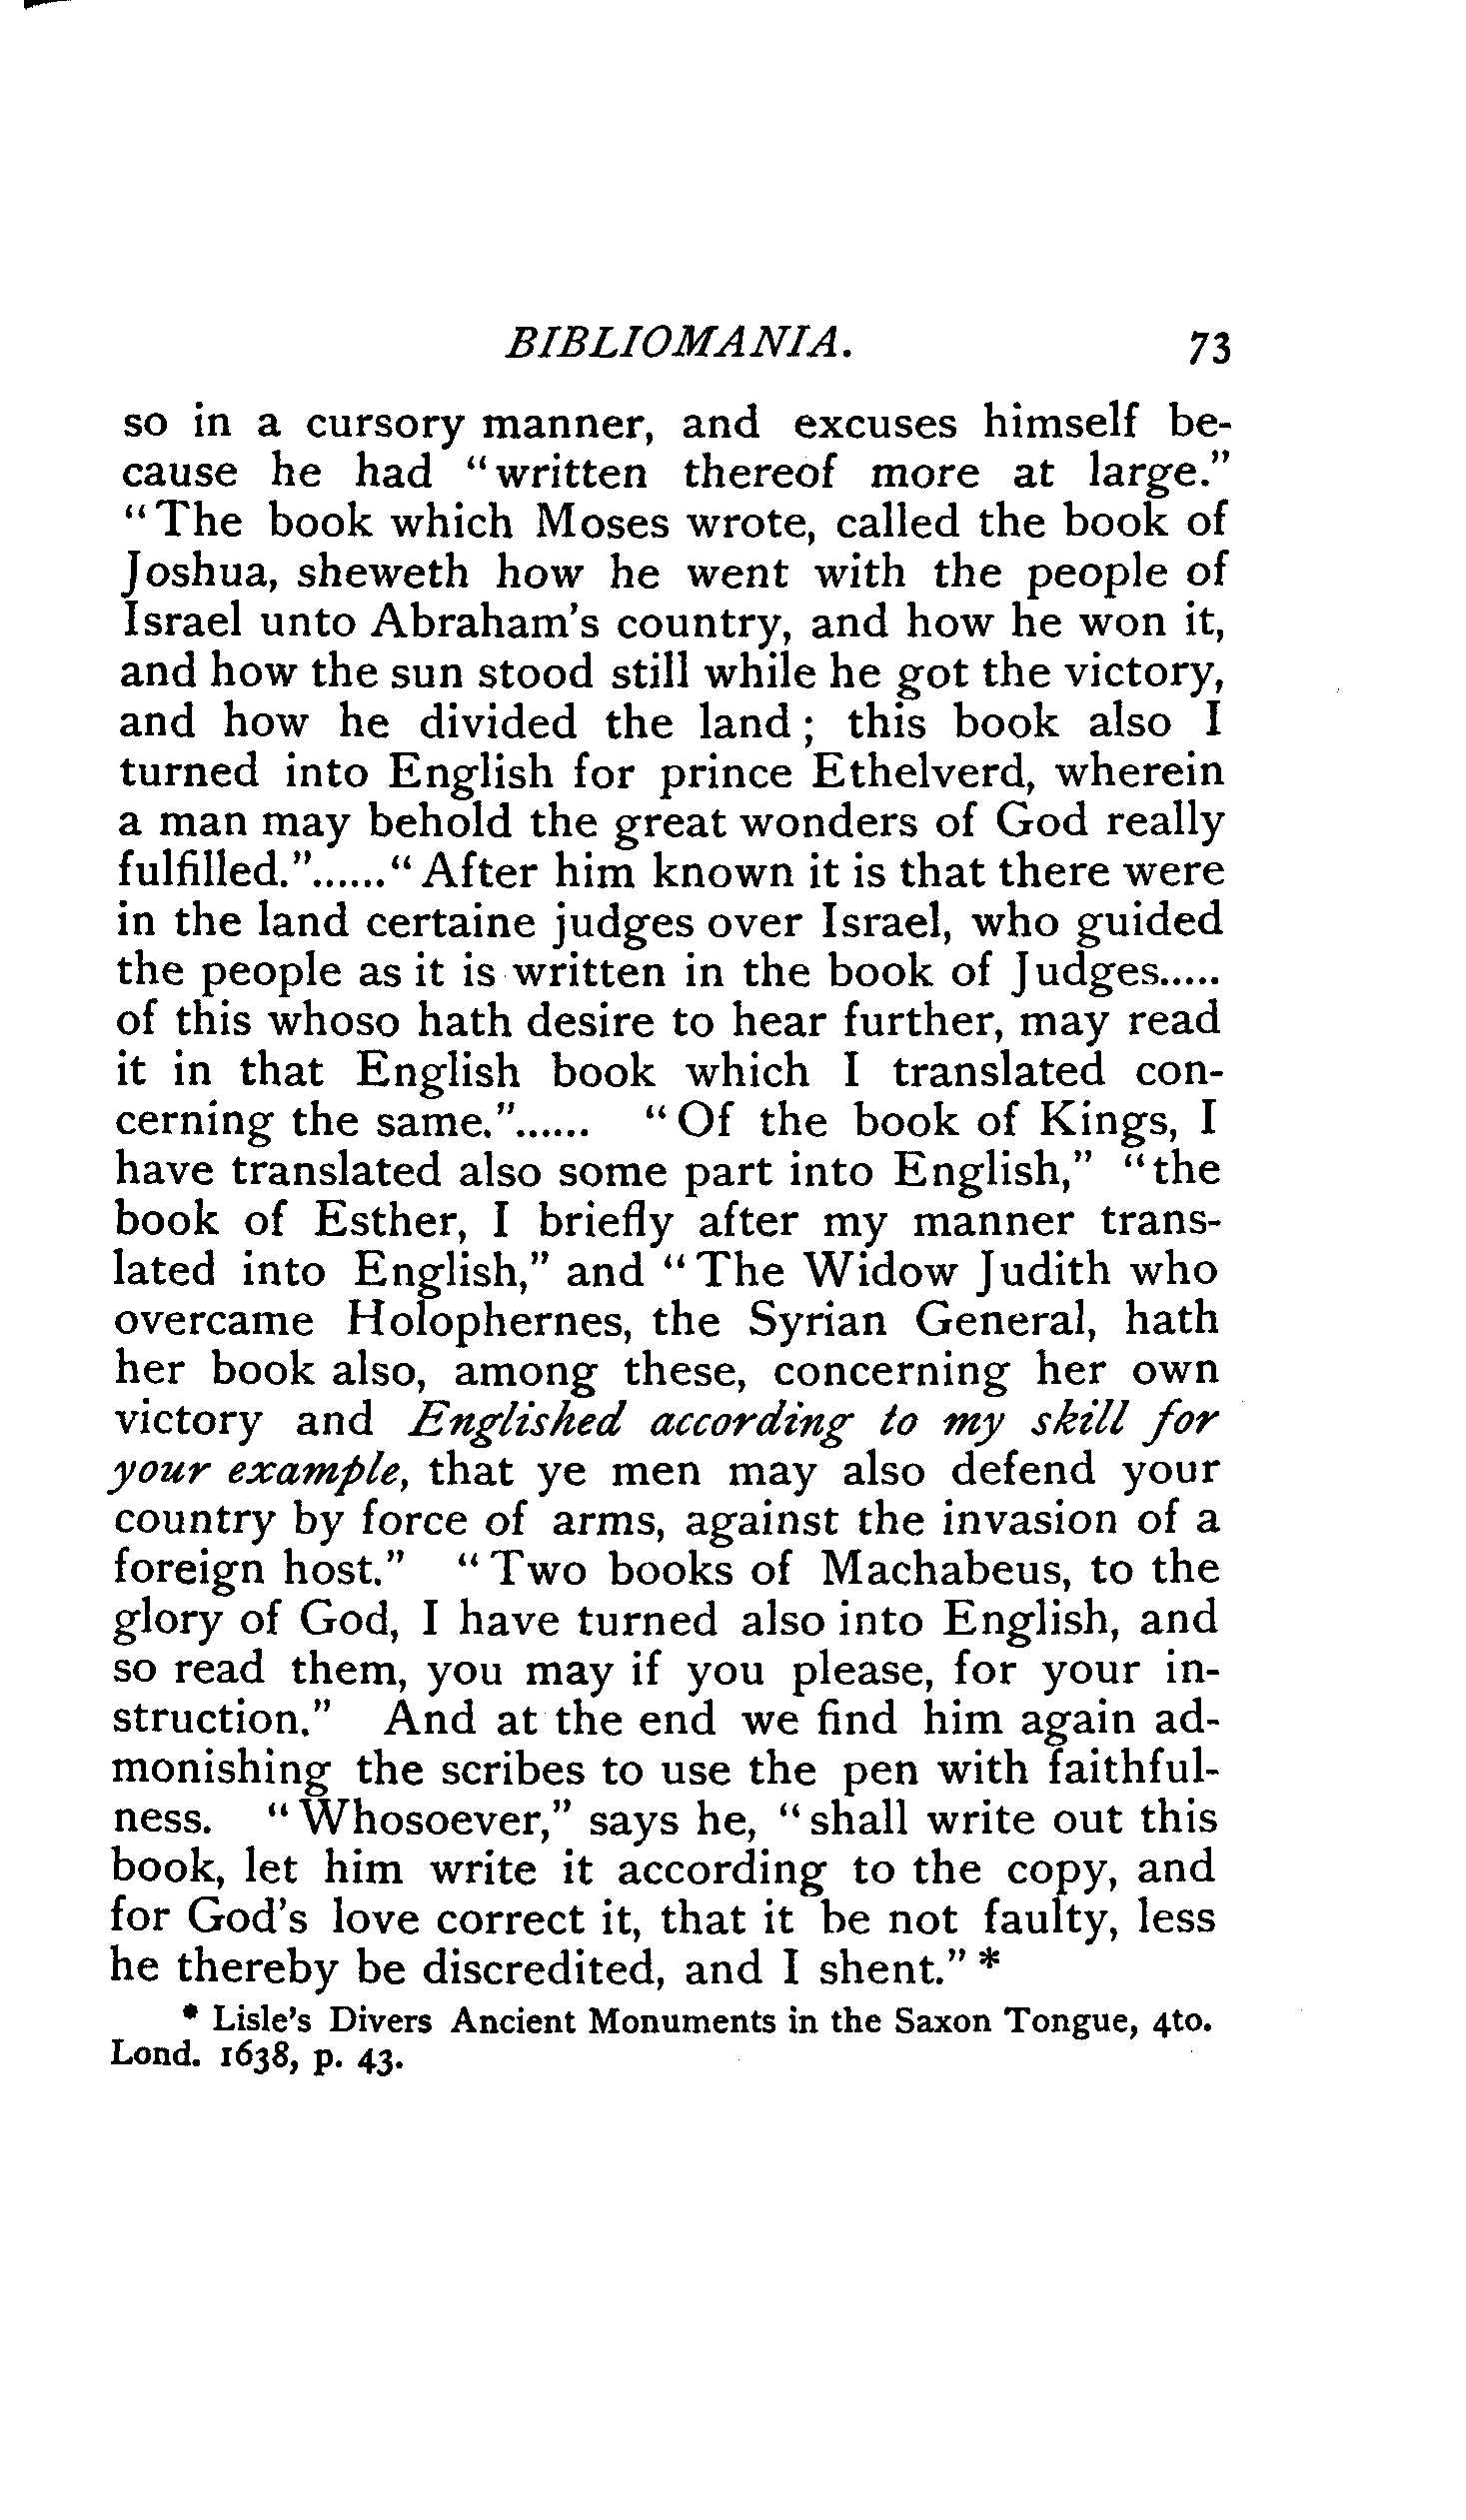 BIBLIOMANIA. 73
so in a cursory manner, and excuses himself be-
cause he had “written thereof more at large.”
“The book which Moses wrote, called the book of
Joshua, sheweth how he went with the people of
Israel unto Abraham's country, and how he won it,
and how the sun stood still while he got the victory,
and how he divided the land; this book also I
turned into English for prince Ethelverd, wherein
a man may behold the great wonders of God really
fulfilled.”......“After him known it is that there were
in the land certaine judges over Israel, who guided
the people as it is written in the book of Judges.....
of this whoso hath desire to hear further, may read
it in that English book which I translated con-
cerning the same.”...... “Of the book of Kings, I
have translated also some part into English,” “the
book of Esther, I briefly after my manner trans-
lated into English,” and “The Widow Judith who
overcame Holophernes, the Syrian General, hath
her book also, among these, concerning her own
victory and Englished according to my skill for
your example, that ye men may also defend your
country by force of arms, against the invasion of a
foreign host.” “Two books of Machabeus, to the
glory of God, I have turned also into English, and
so read them, you may if you please, for your in-
struction.” And at the end we find him again ad-
monishing the scribes to use the pen with faithful-
ness. “Whosoever,” says he, “shall write out this
book, let him write it according to the copy, and
for God's love correct it, that it be not faulty, less
he thereby be discredited, and I shent.” *
* Lisle's Divers Ancient Monuments in the Saxon Tongue, 4to.
Lond. 1638, p. 43.